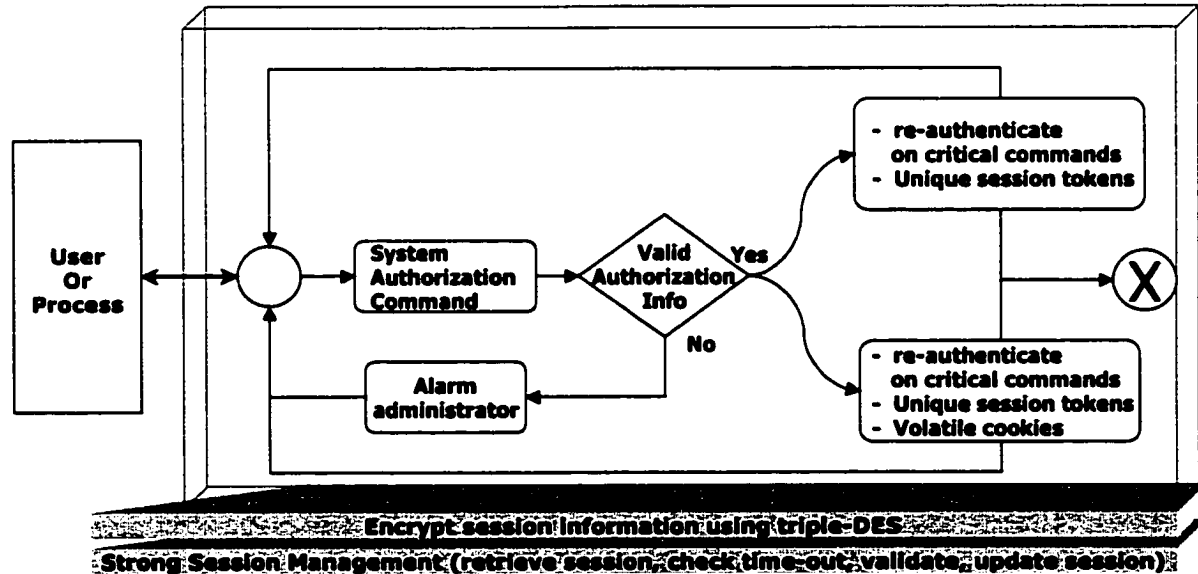 User
Or
Process
System
Authorization
Command
Valid
Authorization
Info
Yes
No
Alarm
administrator
- re-authenticate
on critical commands
- Unique session tokens
- re-authenticate
on critical commands
- Unique session tokens
- Volatile cookies
X
Encrypt session information using triple-DES
Strong Session Management (retrieve session, check time-out, validate, update session)